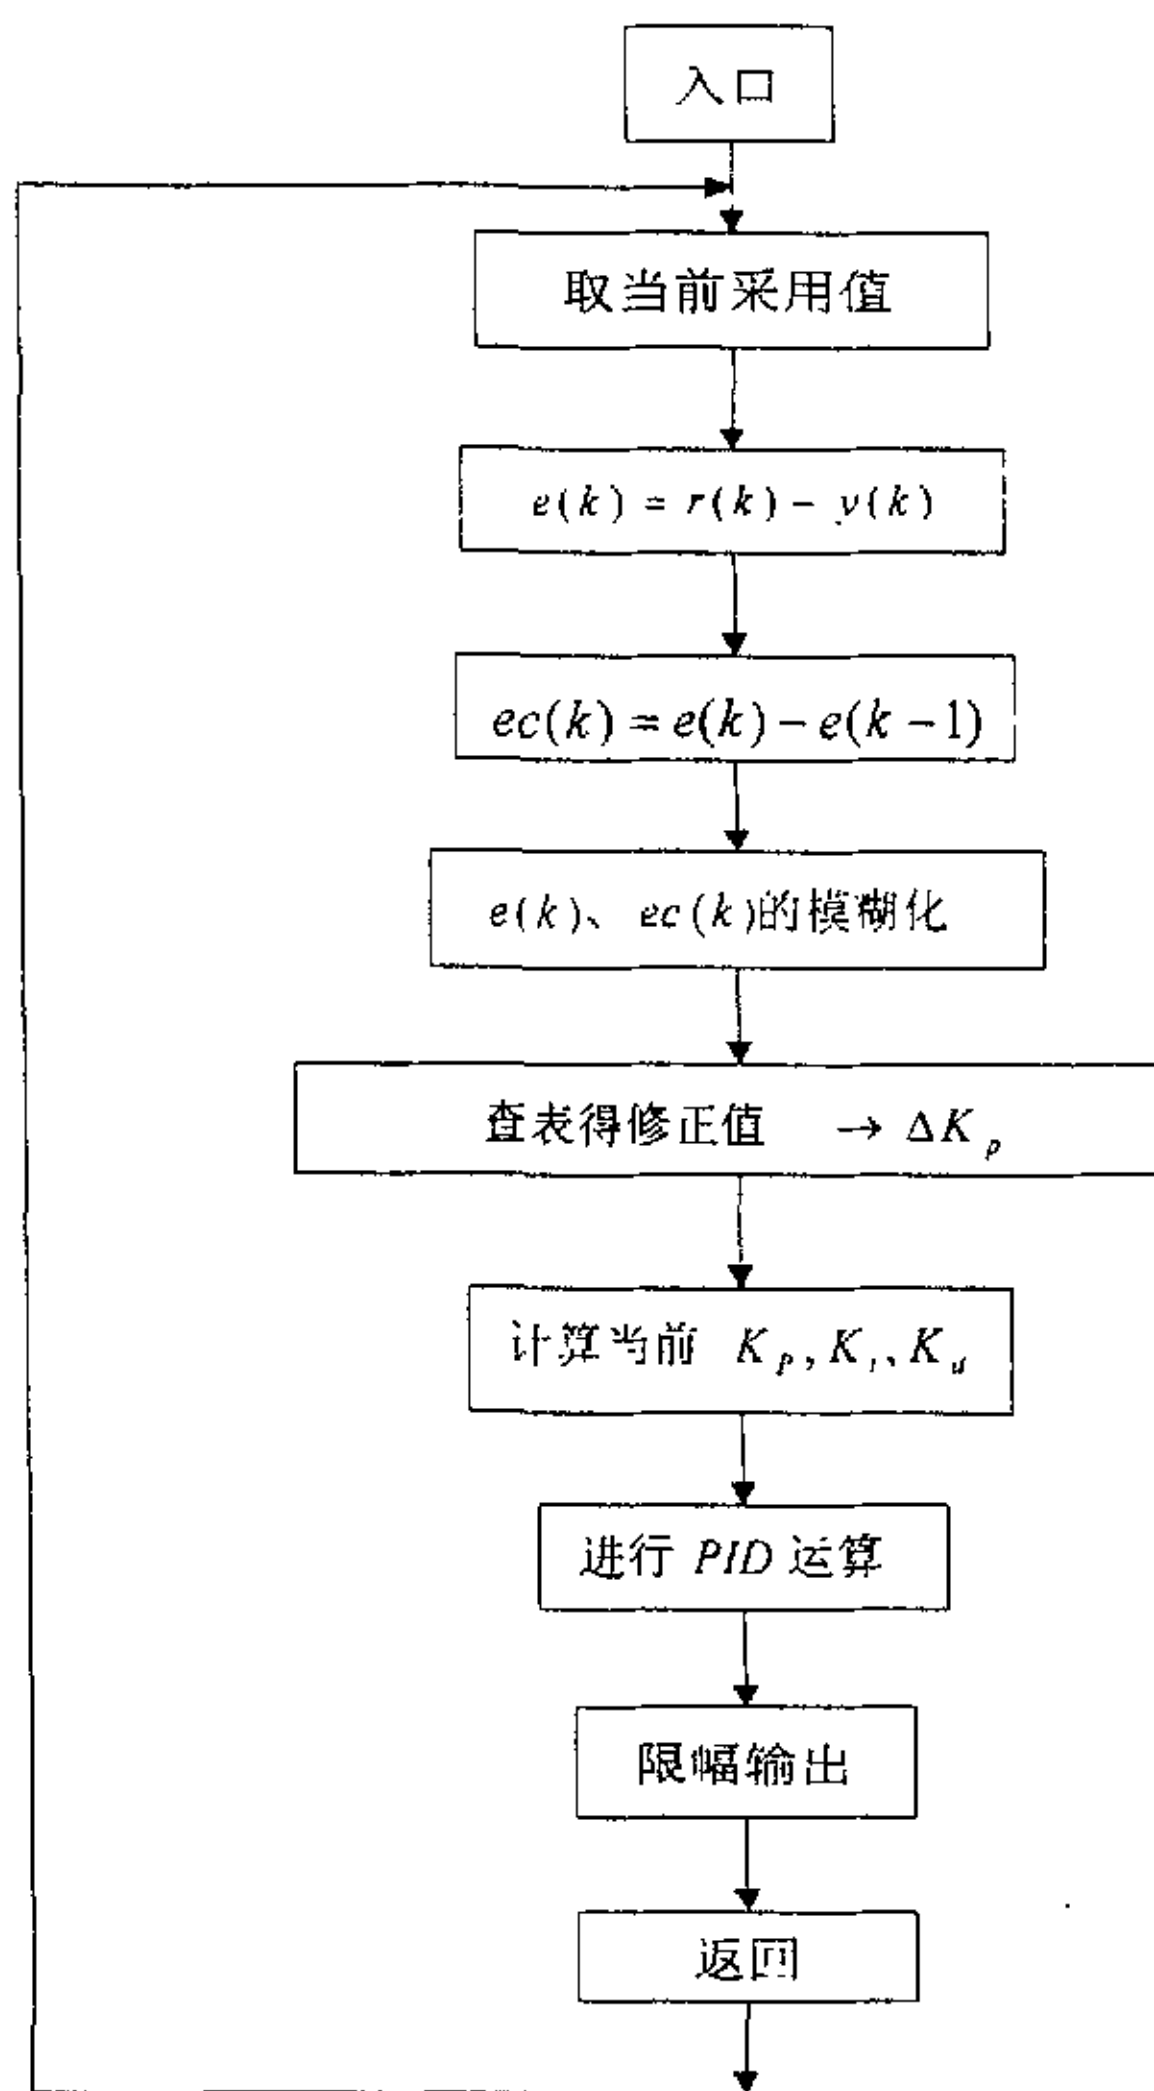 入口
取当前采用值
e(k) = r(k) - y(k)
ec(k) = e(k) - e(k-1)
e(k)、ec(k)的模糊化
查表得修正值 → ΔK_p
计算当前 K_p, K_i、K_d
进行 PID 运算
限幅输出
返回